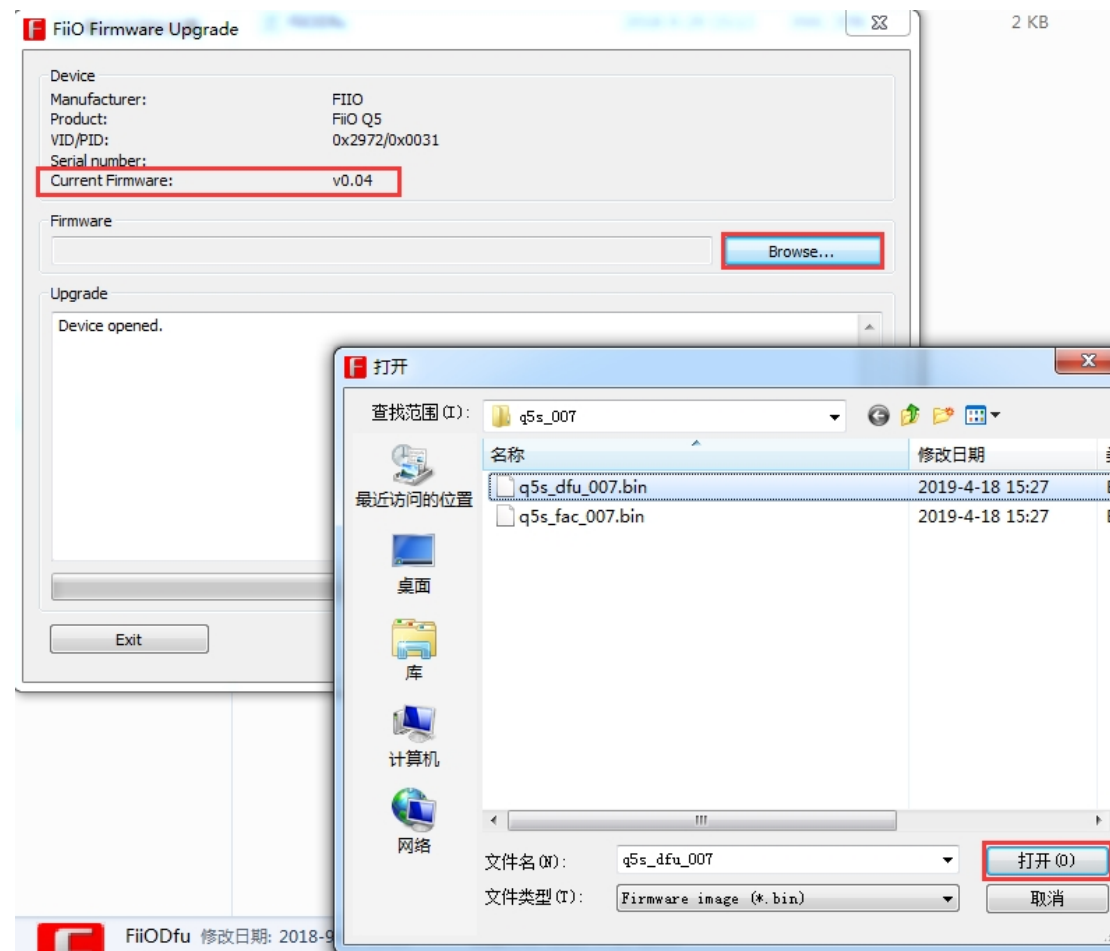 FiiO Firmware Upgrade
2 KB
Device
Manufacturer: FIIO
Product: FiiO Q5
VID/PID: 0x2972/0x0031
Serial number:
Current Firmware: v0.04
Firmware
Browse...
Upgrade
Device opened.
打开
查找范围(I): q5s_007
名称 修改日期
q5s_dfu_007.bin 2019-4-18 15:27
q5s_fac_007.bin 2019-4-18 15:27
最近访问的位置
桌面
Exit
库
计算机
网络
文件名(N): q5s_dfu_007 打开(O)
文件类型(T): Firmware image (*.bin) 取消
FiiODfu 修改日期: 2018-9